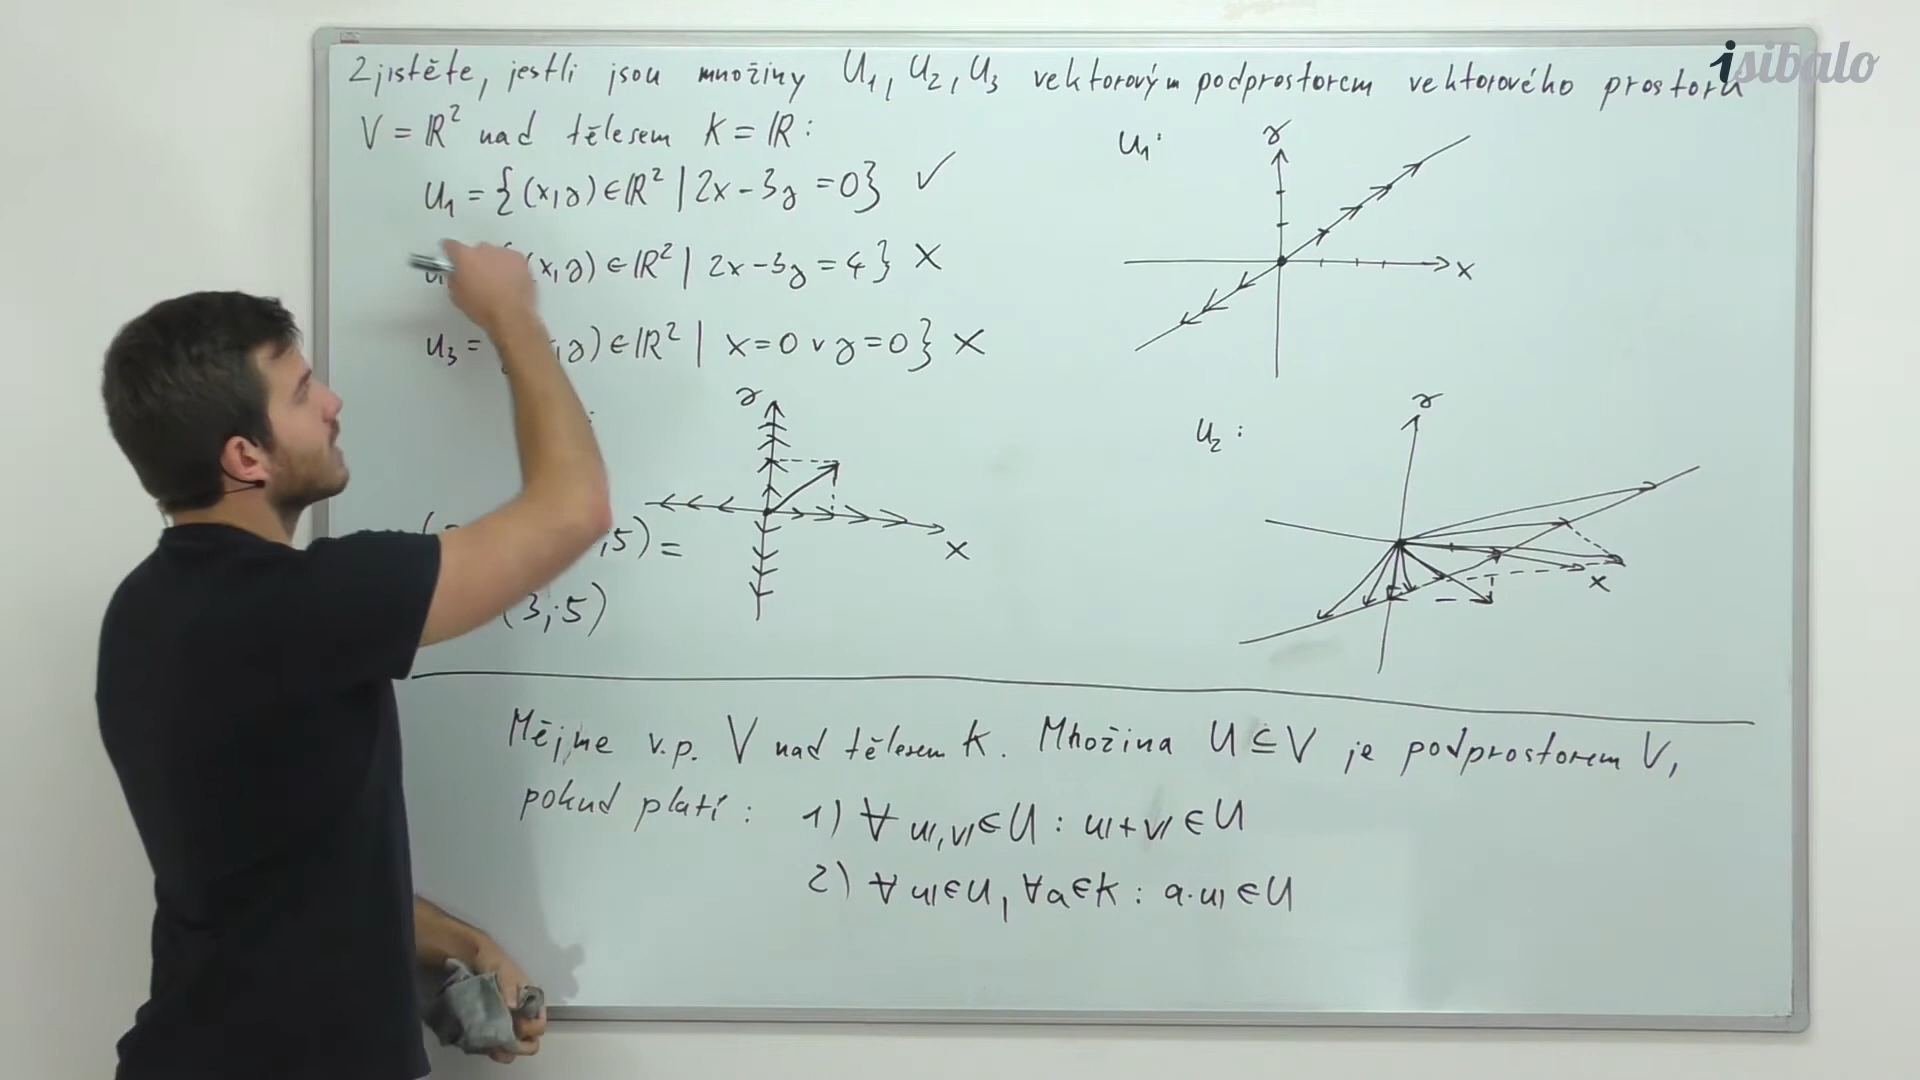 Zjistěte, jestli jsou množiny U₁, U₂, U₃ vektorovým podprostorem vektorového prostoru
V = ℝ² nad tělesem K = ℝ:
U₁ = {(x,y) ∈ ℝ² | 2x - 3y = 0} ✓
(x,y) ∈ ℝ² | 2x - 3y = 4} ×
U₃ = ,y) ∈ ℝ² | x = 0 ∨ y = 0} ×
;5) =
(3;5)
y
x
U₁:
y
x
U₂:
y
x
Mějme v.p. V nad tělesem K. Množina U ⊆ V je podprostorem V,
pokud platí: 1) ∀ u,v ∈ U : u+v ∈ U
2) ∀ u ∈ U, ∀a ∈ K : a·u ∈ U
isibalo